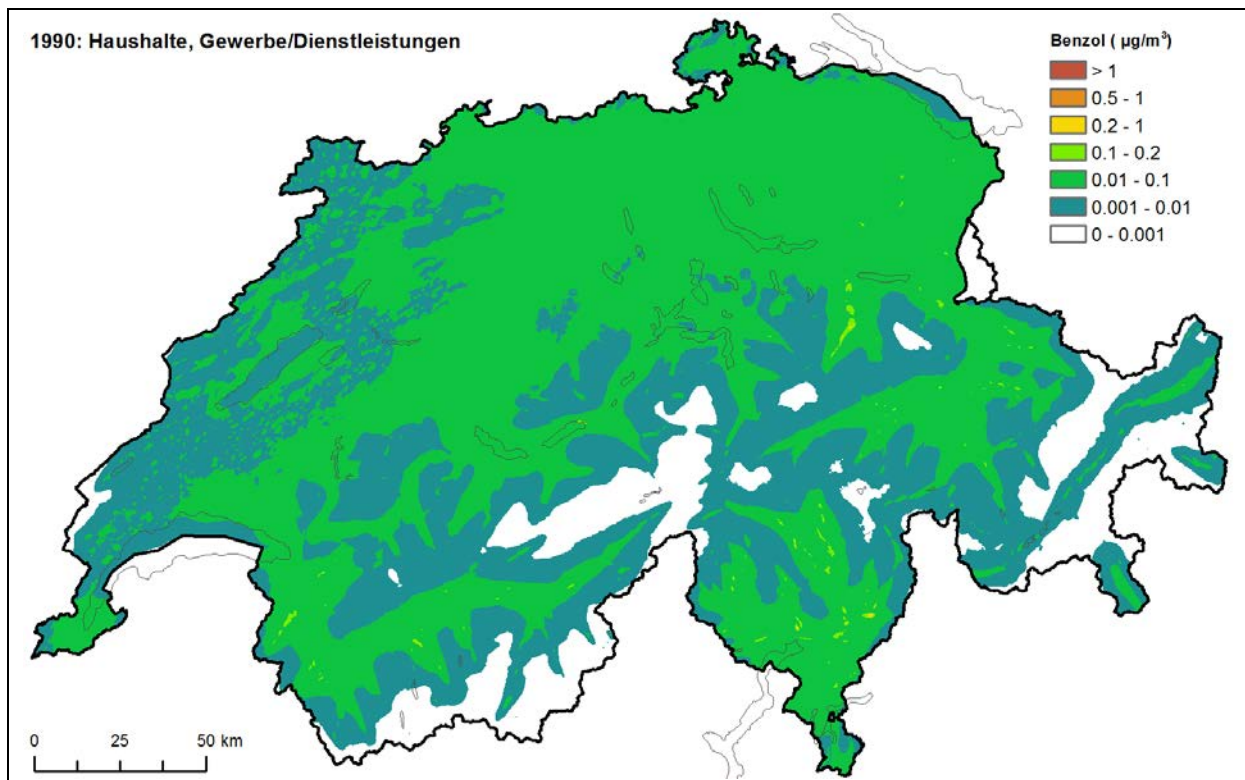 1990: Haushalte, Gewerbe/Dienstleistungen
Benzol ( µg/m³)
> 1
0.5 - 1
0.2 - 1
0.1 - 0.2
0.01 - 0.1
0.001 - 0.01
0 - 0.001
0 25 50 km